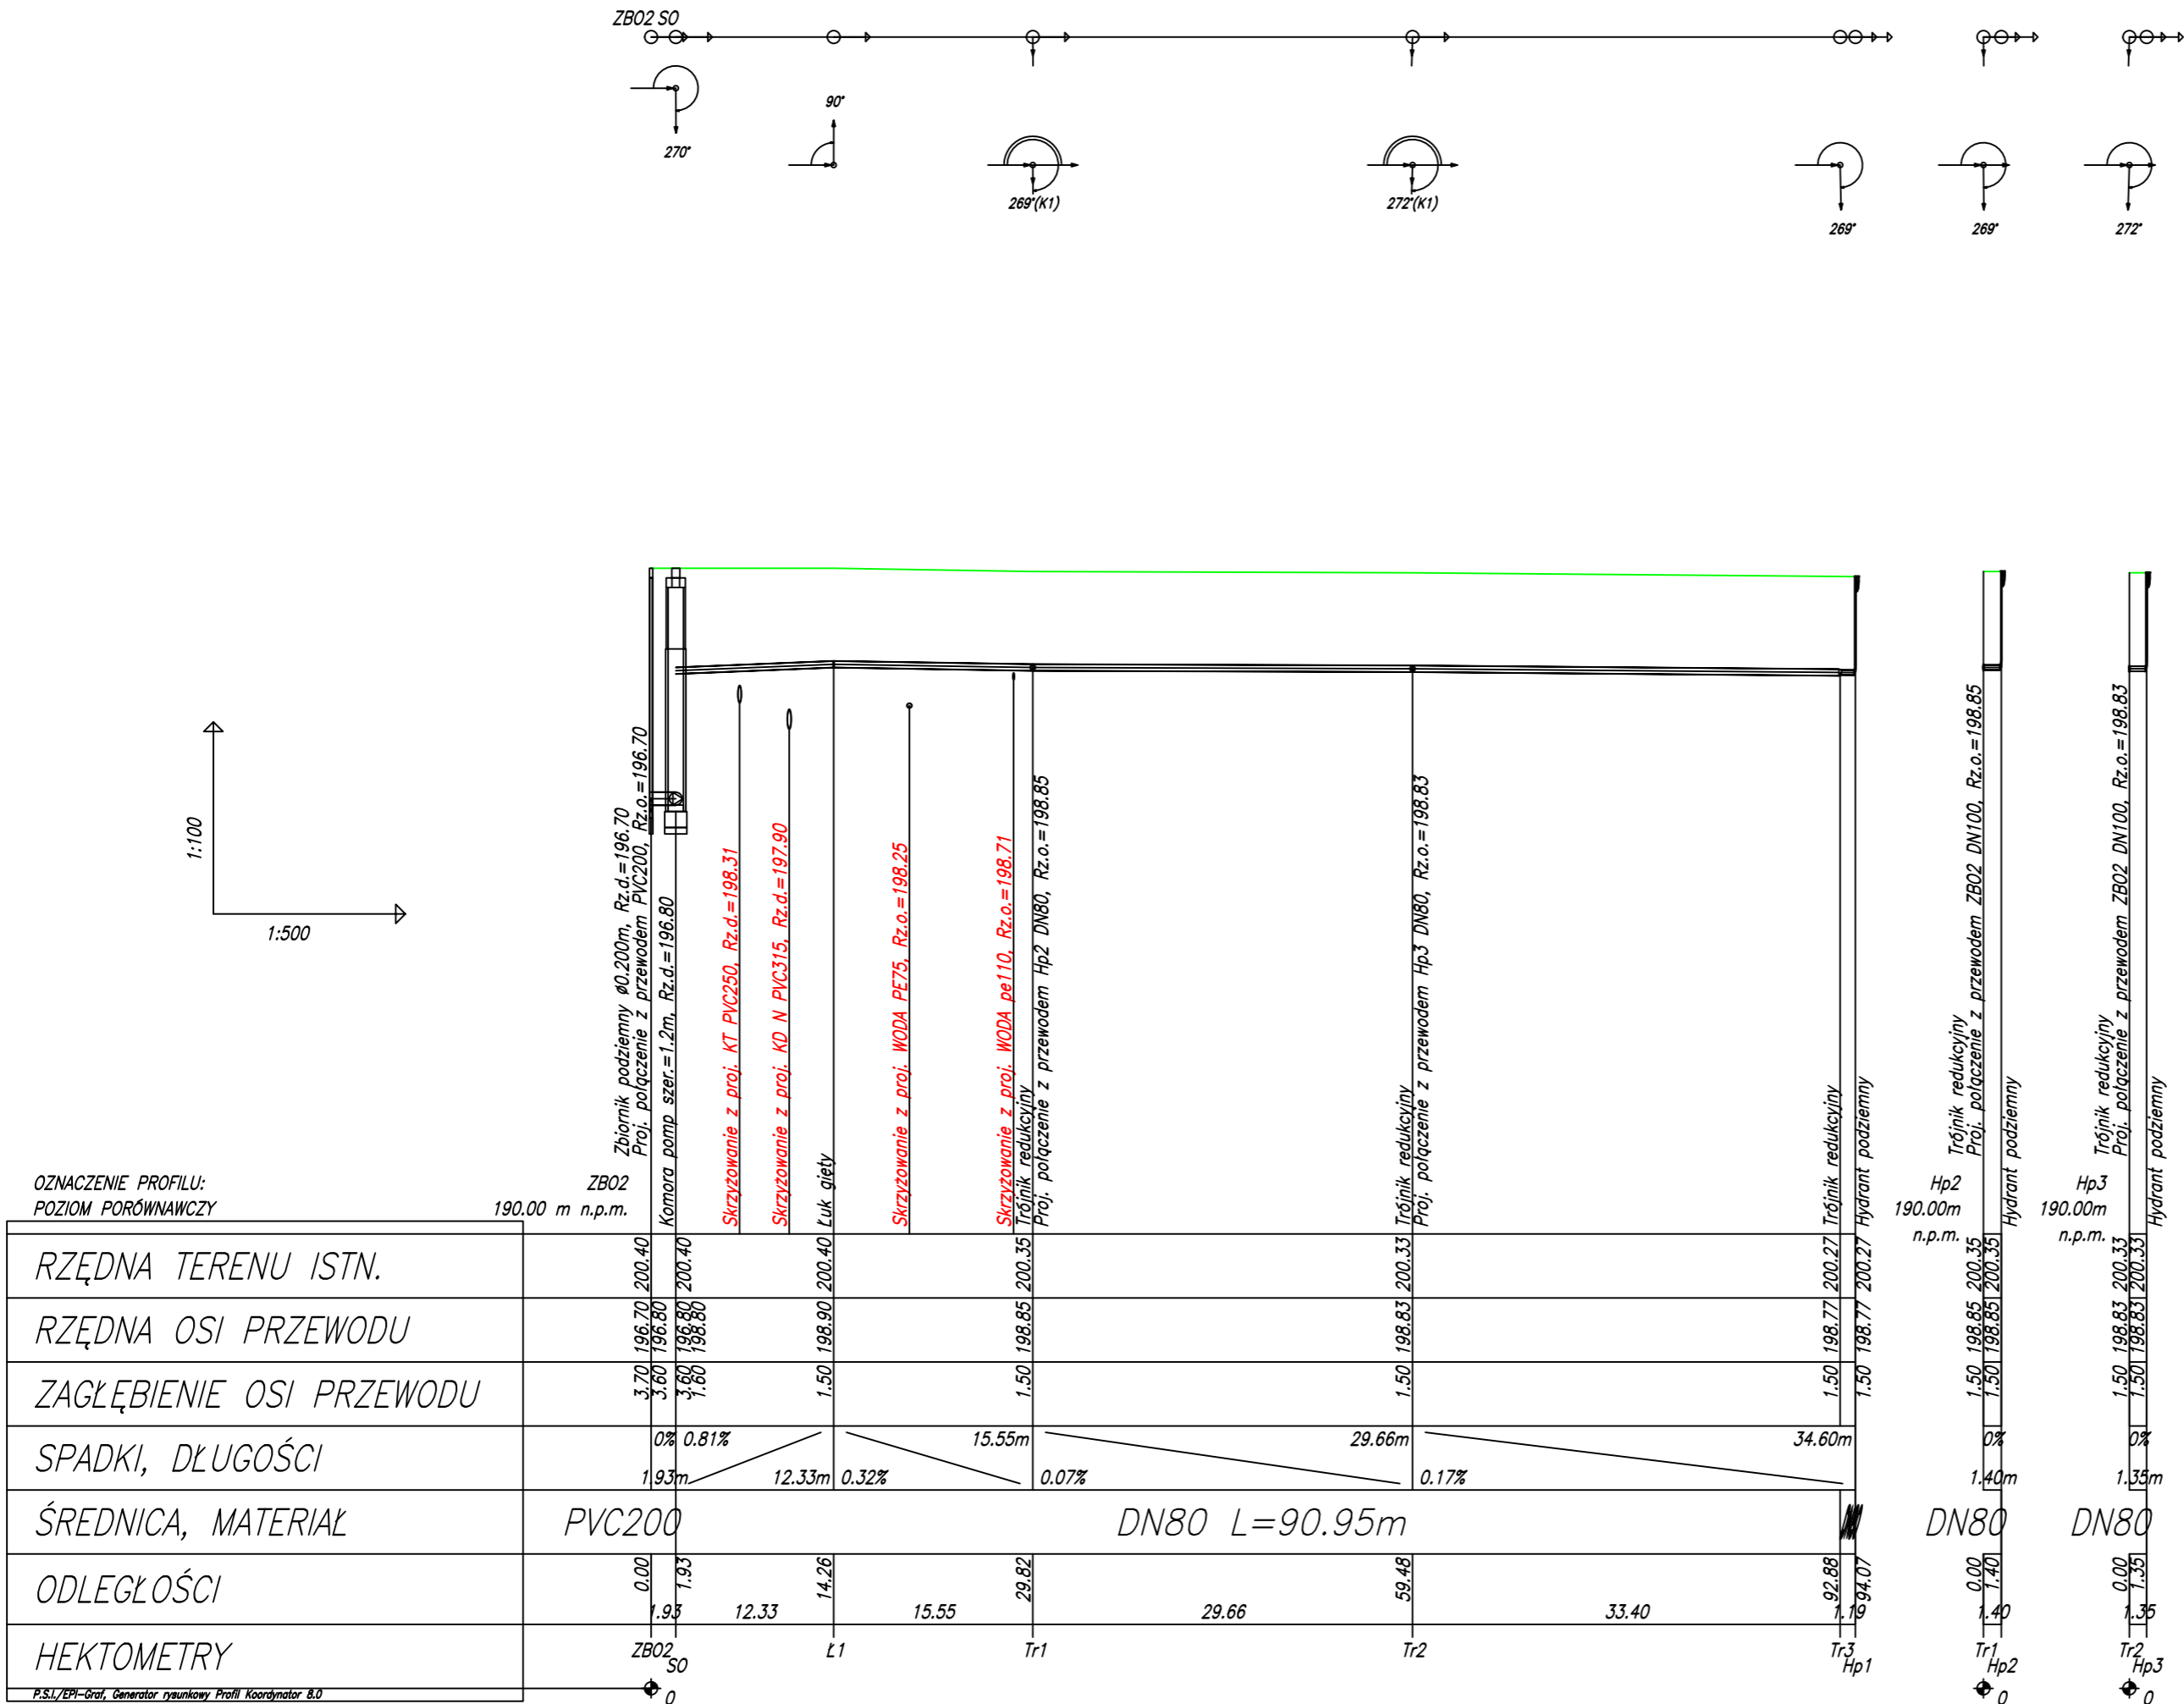 ZBO2 SO
90°
270°
269°(K1)
272°(K1)
269°
269°
272°
1:100
1:500
Zbiornik podziemny ø0.200m, Rz.d.=196.70
Proj. połączenie z przewodem PVC200, Rz.o.=196.70
Komora pomp szer.=1.2m, Rz.d.=196.80
Skrzyżowanie z proj. KT PVC250, Rz.d.=198.31
Skrzyżowanie z proj. KD N PVC315, Rz.d.=197.90
Łuk gięty
Skrzyżowanie z proj. WODA PE75, Rz.o.=198.25
Skrzyżowanie z proj. WODA pe110, Rz.o.=198.71
Trójnik redukcyjny
Proj. połączenie z przewodem Hp2 DN80, Rz.o.=198.85
Trójnik redukcyjny
Proj. połączenie z przewodem Hp3 DN80, Rz.o.=198.83
Trójnik redukcyjny
Hydrant podziemny
Trójnik redukcyjny
Proj. połączenie z przewodem ZBO2 DN100, Rz.o.=198.85
Hydrant podziemny
Trójnik redukcyjny
Proj. połączenie z przewodem ZBO2 DN100, Rz.o.=198.83
Hydrant podziemny
OZNACZENIE PROFILU:
ZBO2
Hp2
Hp3
POZIOM PORÓWNAWCZY
190.00 m n.p.m.
190.00m
n.p.m.
190.00m
n.p.m.
RZĘDNA TERENU ISTN.
200.40 200.40 200.40 200.35 200.33 200.27 200.27 200.35 200.35 200.33 200.33
RZĘDNA OSI PRZEWODU
196.70 196.80 196.80 198.80 198.90 198.85 198.83 198.77 198.77 198.85 198.85 198.83 198.83
ZAGŁĘBIENIE OSI PRZEWODU
3.70 3.60 3.60 1.60 1.50 1.50 1.50 1.50 1.50 1.50 1.50 1.50 1.50
SPADKI, DŁUGOŚCI
0% 0.81% 15.55m 29.66m 34.60m 0% 0%
1.93m 12.33m 0.32% 0.07% 0.17% 1.40m 1.35m
ŚREDNICA, MATERIAŁ
PVC200 DN80 L=90.95m DN80 DN80
ODLEGŁOŚCI
0.00 1.93 14.26 29.82 59.48 92.88 94.07 0.00 1.40 0.00 1.35
1.93 12.33 15.55 29.66 33.40 1.19 1.40 1.35
HEKTOMETRY
ZBO2 SO Ł1 Tr1 Tr2 Tr3 Hp1 Tr1 Hp2 Tr2 Hp3
0 0 0
P.S.I./EPI-Graf, Generator rysunkowy Profil Koordynator 8.0